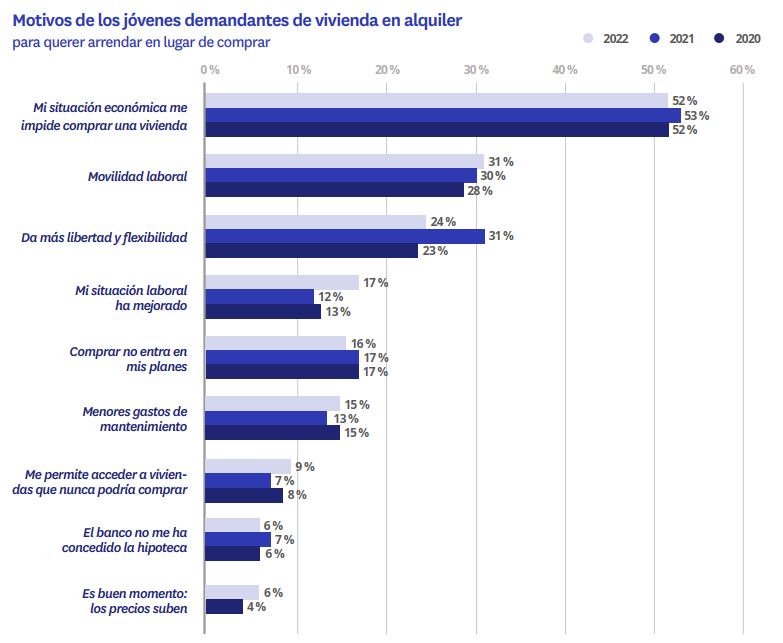 Motivos de los jóvenes demandantes de vivienda en alquiler
para querer arrendar en lugar de comprar
2022 2021 2020
0 % 10 % 20 % 30 % 40 % 50 % 60 %
Mi situación económica me
impide comprar una vivienda
52 %
53 %
52 %
Movilidad laboral
31 %
30 %
28 %
Da más libertad y flexibilidad
24 %
31 %
23 %
Mi situación laboral
ha mejorado
17 %
12 %
13 %
Comprar no entra en
mis planes
16 %
17 %
17 %
Menores gastos de
mantenimiento
15 %
13 %
15 %
Me permite acceder a vivien-
das que nunca podría comprar
9 %
7 %
8 %
El banco no me ha
concedido la hipoteca
6 %
7 %
6 %
Es buen momento:
los precios suben
6 %
4 %